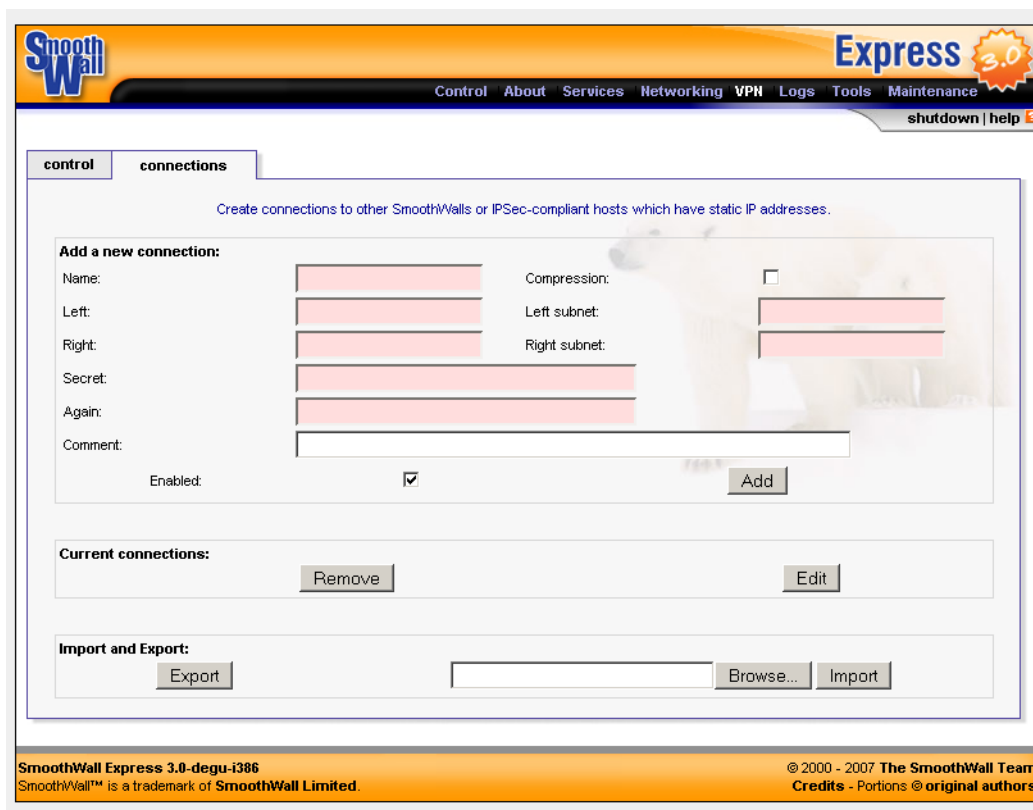 Smooth
Wall
Express 3.0
Control About Services Networking VPN Logs Tools Maintenance
shutdown | help
control connections
Create connections to other SmoothWalls or IPSec-compliant hosts which have static IP addresses.
Add a new connection:
Name: Compression:
Left: Left subnet:
Right: Right subnet:
Secret:
Again:
Comment:
Enabled: Add
Current connections:
Remove Edit
Import and Export:
Export Browse... Import
SmoothWall Express 3.0-degu-i386 © 2000 - 2007 The SmoothWall Team
SmoothWall™ is a trademark of SmoothWall Limited. Credits - Portions © original authors